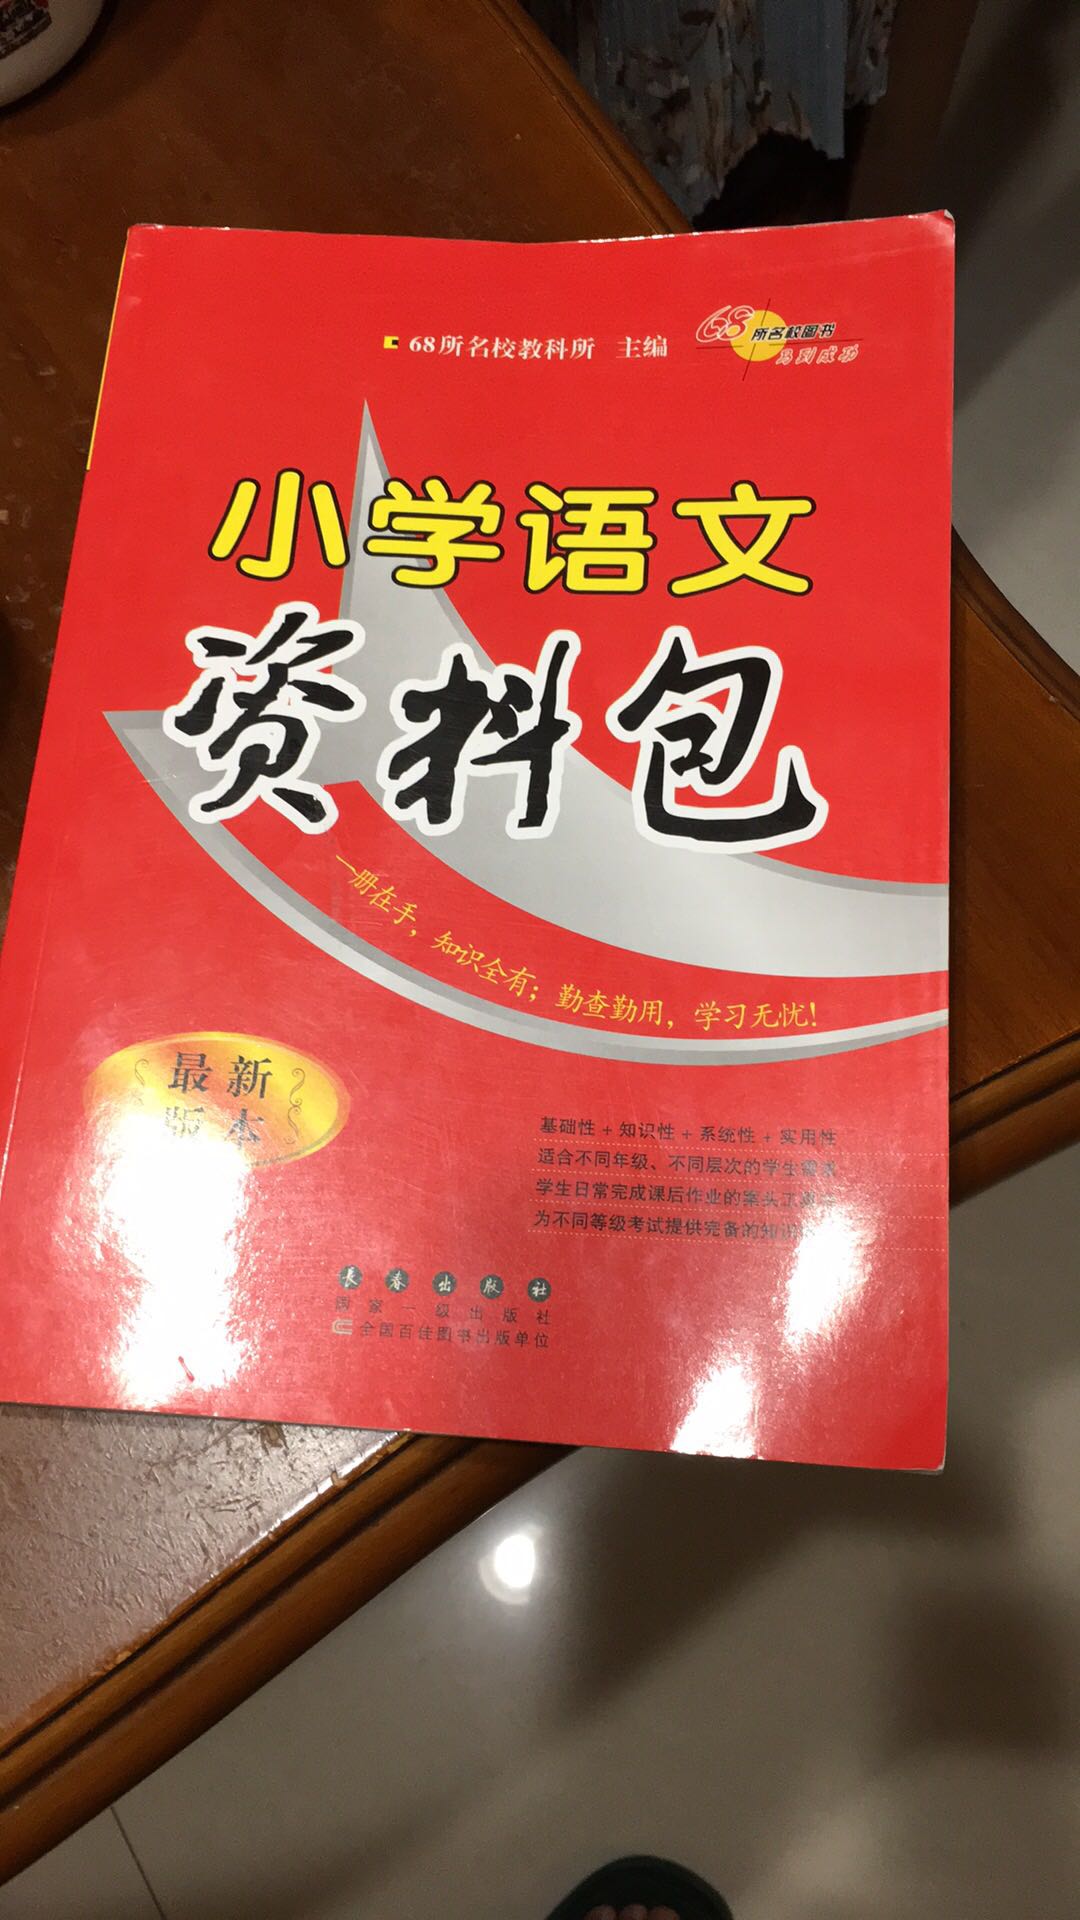 68所名校教科所 主编
68所名校图书
马到成功
小学语文
资料包
一册在手，知识全有；勤查勤用，学习无忧！
最新
版本
基础性+知识性+系统性+实用性
适合不同年级、不同层次的学生需求
学生日常完成课后作业的案头工
为不同等级考试提供完备的知识
长春出版社
国家一级出版社
全国百佳图书出版单位